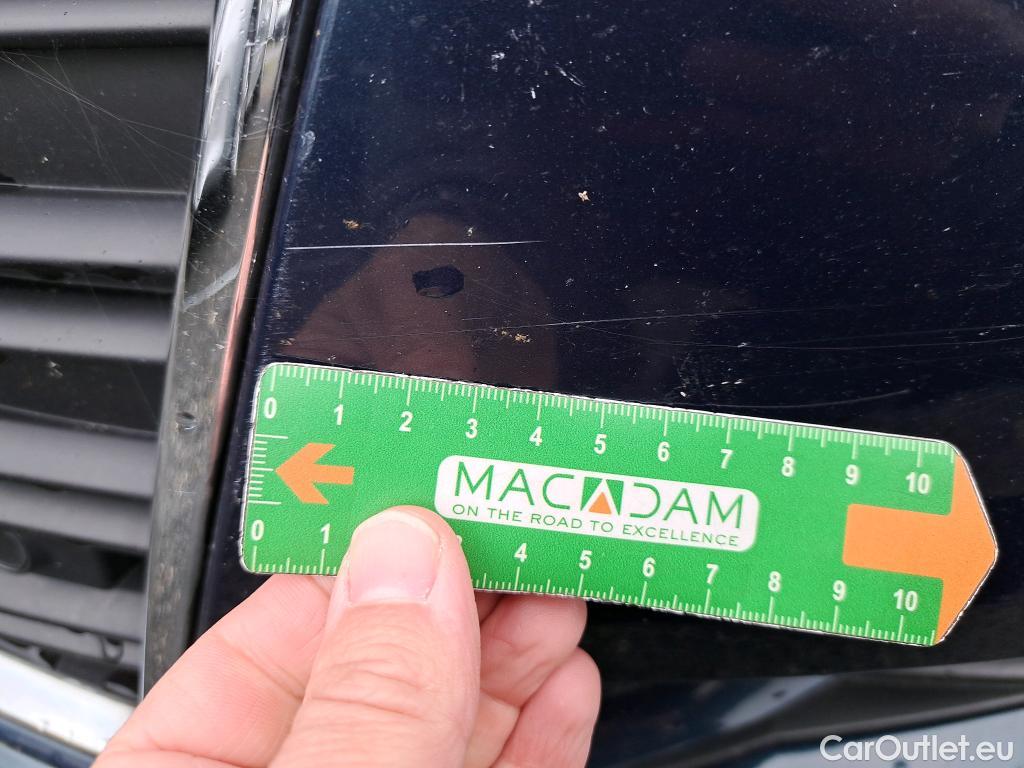 0 1 2 3 4 5 6 7 8 9 10
MACADAM
ON THE ROAD TO EXCELLENCE
0 1 4 5 6 7 8 9 10
CarOutlet.eu